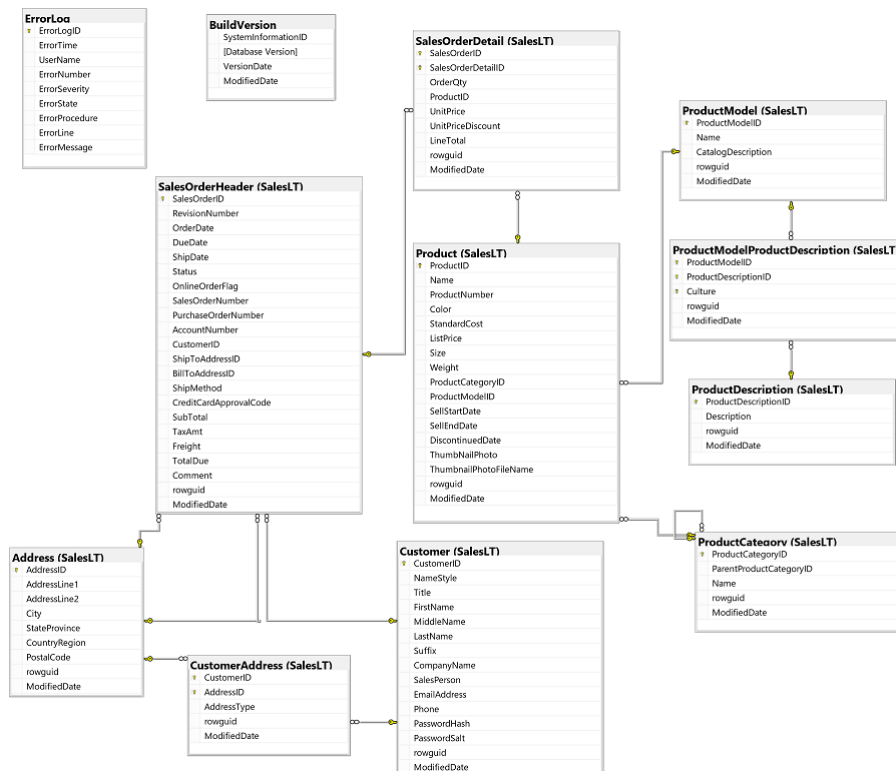 ErrorLog
ErrorLogID
ErrorTime
UserName
ErrorNumber
ErrorSeverity
ErrorState
ErrorProcedure
ErrorLine
ErrorMessage
BuildVersion
SystemInformationID
[Database Version]
VersionDate
ModifiedDate
SalesOrderDetail (SalesLT)
SalesOrderID
SalesOrderDetailID
OrderQty
ProductID
UnitPrice
UnitPriceDiscount
LineTotal
rowguid
ModifiedDate
ProductModel (SalesLT)
ProductModelID
Name
CatalogDescription
rowguid
ModifiedDate
SalesOrderHeader (SalesLT)
SalesOrderID
RevisionNumber
OrderDate
DueDate
ShipDate
Status
OnlineOrderFlag
SalesOrderNumber
PurchaseOrderNumber
AccountNumber
CustomerID
ShipToAddressID
BillToAddressID
ShipMethod
CreditCardApprovalCode
SubTotal
TaxAmt
Freight
TotalDue
Comment
rowguid
ModifiedDate
Product (SalesLT)
ProductID
Name
ProductNumber
Color
StandardCost
ListPrice
Size
Weight
ProductCategoryID
ProductModelID
SellStartDate
SellEndDate
DiscontinuedDate
ThumbNailPhoto
ThumbnailPhotoFileName
rowguid
ModifiedDate
ProductModelProductDescription (SalesLT
ProductModelID
ProductDescriptionID
Culture
rowguid
ModifiedDate
ProductDescription (SalesLT)
ProductDescriptionID
Description
rowguid
ModifiedDate
ProductCategory (SalesLT)
ProductCategoryID
ParentProductCategoryID
Name
rowguid
ModifiedDate
Address (SalesLT)
AddressID
AddressLine1
AddressLine2
City
StateProvince
CountryRegion
PostalCode
rowguid
ModifiedDate
CustomerAddress (SalesLT)
CustomerID
AddressID
AddressType
rowguid
ModifiedDate
Customer (SalesLT)
CustomerID
NameStyle
Title
FirstName
MiddleName
LastName
Suffix
CompanyName
SalesPerson
EmailAddress
Phone
PasswordHash
PasswordSalt
rowguid
ModifiedDate